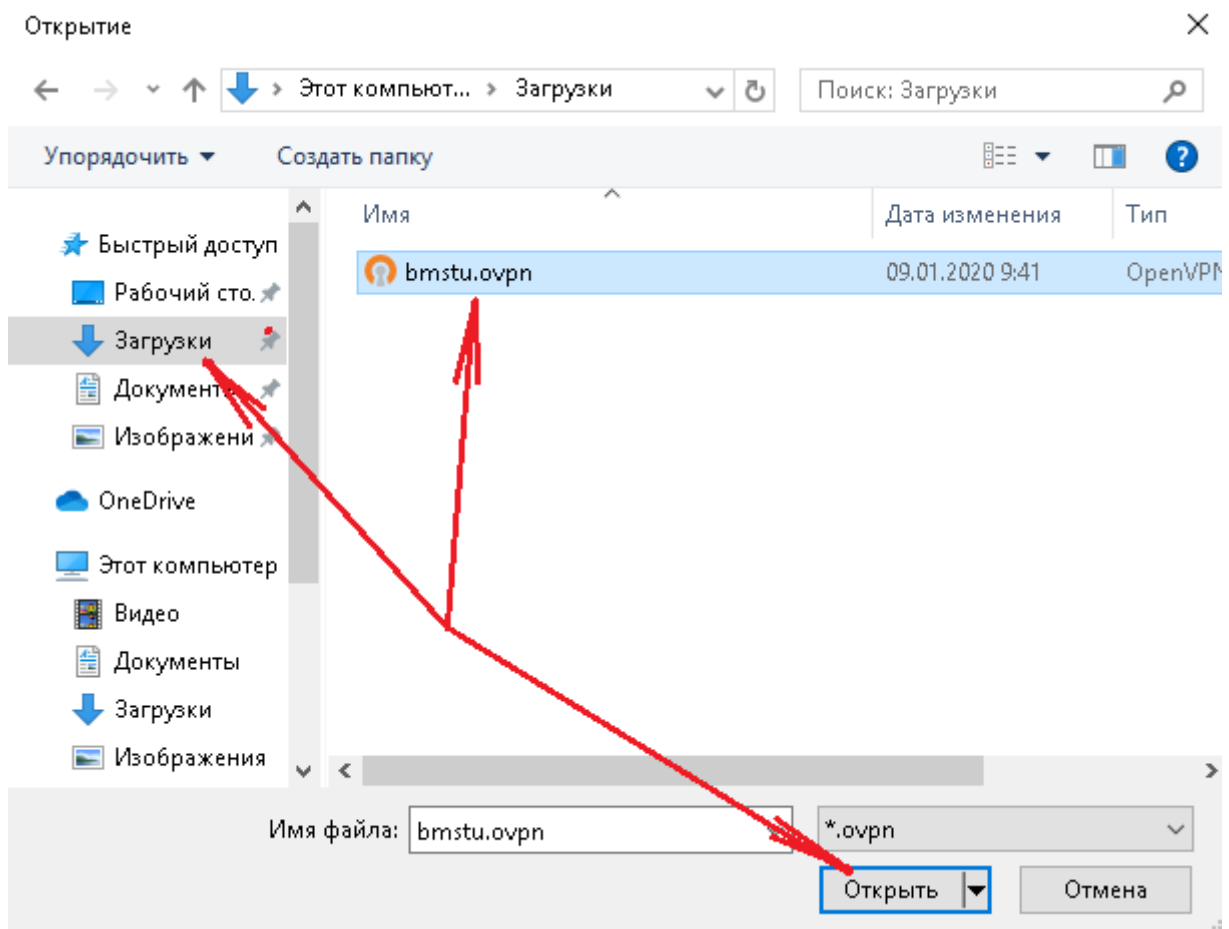 Открытие
Этот компьют... > Загрузки
Поиск: Загрузки
Упорядочить
Создать папку
Имя
Дата изменения
Тип
Быстрый доступ
Рабочий сто.
Загрузки
Документ
Изображени
OneDrive
Этот компьютер
Видео
Документы
Загрузки
Изображения
bmstu.ovpn
09.01.2020 9:41
OpenVPN
Имя файла:
bmstu.ovpn
*.ovpn
Открыть
Отмена